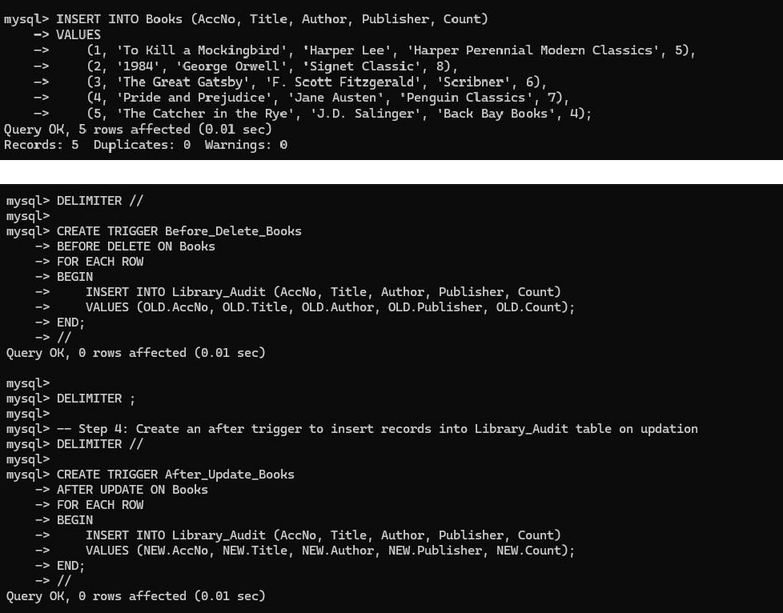 mysql> INSERT INTO Books (AccNo, Title, Author, Publisher, Count)
    -> VALUES
    ->     (1, 'To Kill a Mockingbird', 'Harper Lee', 'Harper Perennial Modern Classics', 5),
    ->     (2, '1984', 'George Orwell', 'Signet Classic', 8),
    ->     (3, 'The Great Gatsby', 'F. Scott Fitzgerald', 'Scribner', 6),
    ->     (4, 'Pride and Prejudice', 'Jane Austen', 'Penguin Classics', 7),
    ->     (5, 'The Catcher in the Rye', 'J.D. Salinger', 'Back Bay Books', 4);
Query OK, 5 rows affected (0.01 sec)
Records: 5  Duplicates: 0  Warnings: 0
mysql> DELIMITER //
mysql>
mysql> CREATE TRIGGER Before_Delete_Books
    -> BEFORE DELETE ON Books
    -> FOR EACH ROW
    -> BEGIN
    ->     INSERT INTO Library_Audit (AccNo, Title, Author, Publisher, Count)
    ->     VALUES (OLD.AccNo, OLD.Title, OLD.Author, OLD.Publisher, OLD.Count);
    -> END;
    -> //
Query OK, 0 rows affected (0.01 sec)
mysql>
mysql> DELIMITER ;
mysql>
mysql> -- Step 4: Create an after trigger to insert records into Library_Audit table on updation
mysql> DELIMITER //
mysql>
mysql> CREATE TRIGGER After_Update_Books
    -> AFTER UPDATE ON Books
    -> FOR EACH ROW
    -> BEGIN
    ->     INSERT INTO Library_Audit (AccNo, Title, Author, Publisher, Count)
    ->     VALUES (NEW.AccNo, NEW.Title, NEW.Author, NEW.Publisher, NEW.Count);
    -> END;
    -> //
Query OK, 0 rows affected (0.01 sec)